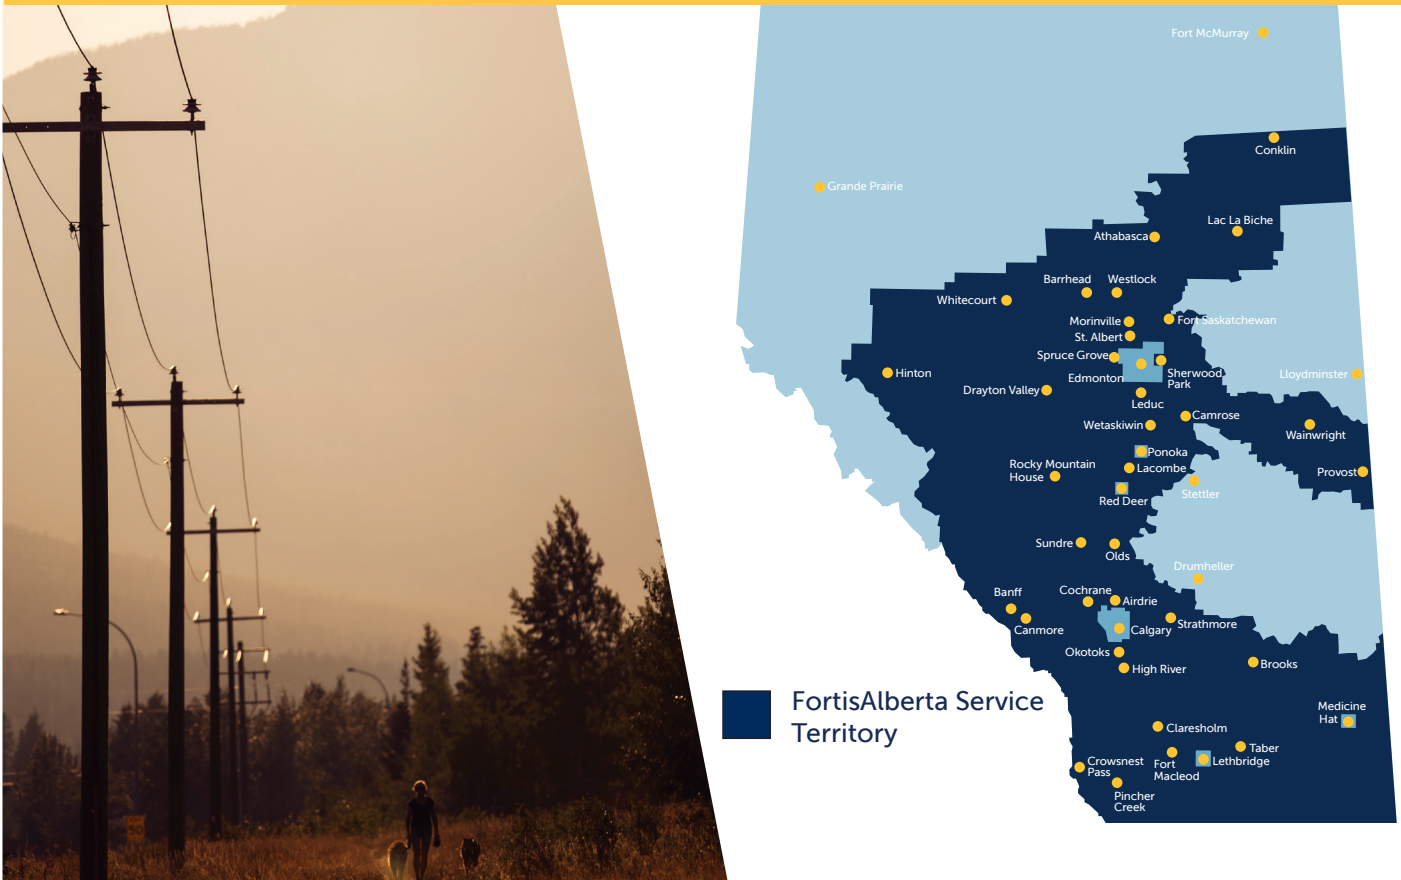 Fort McMurray
Conklin
Grande Prairie
Lac La Biche
Athabasca
Barrhead
Westlock
Whitecourt
Morinville
Fort Saskatchewan
St. Albert
Spruce Grove
Edmonton
Sherwood
Park
Hinton
Lloydminster
Drayton Valley
Leduc
Camrose
Wetaskiwin
Wainwright
Ponoka
Rocky Mountain
House
Lacombe
Provost
Stettler
Red Deer
Sundre
Olds
Drumheller
Banff
Cochrane
Airdrie
Canmore
Calgary
Strathmore
Okotoks
High River
Brooks
FortisAlberta Service
Territory
Medicine
Hat
Claresholm
Taber
Crowsnest
Pass
Fort
Macleod
Lethbridge
Pincher
Creek
50